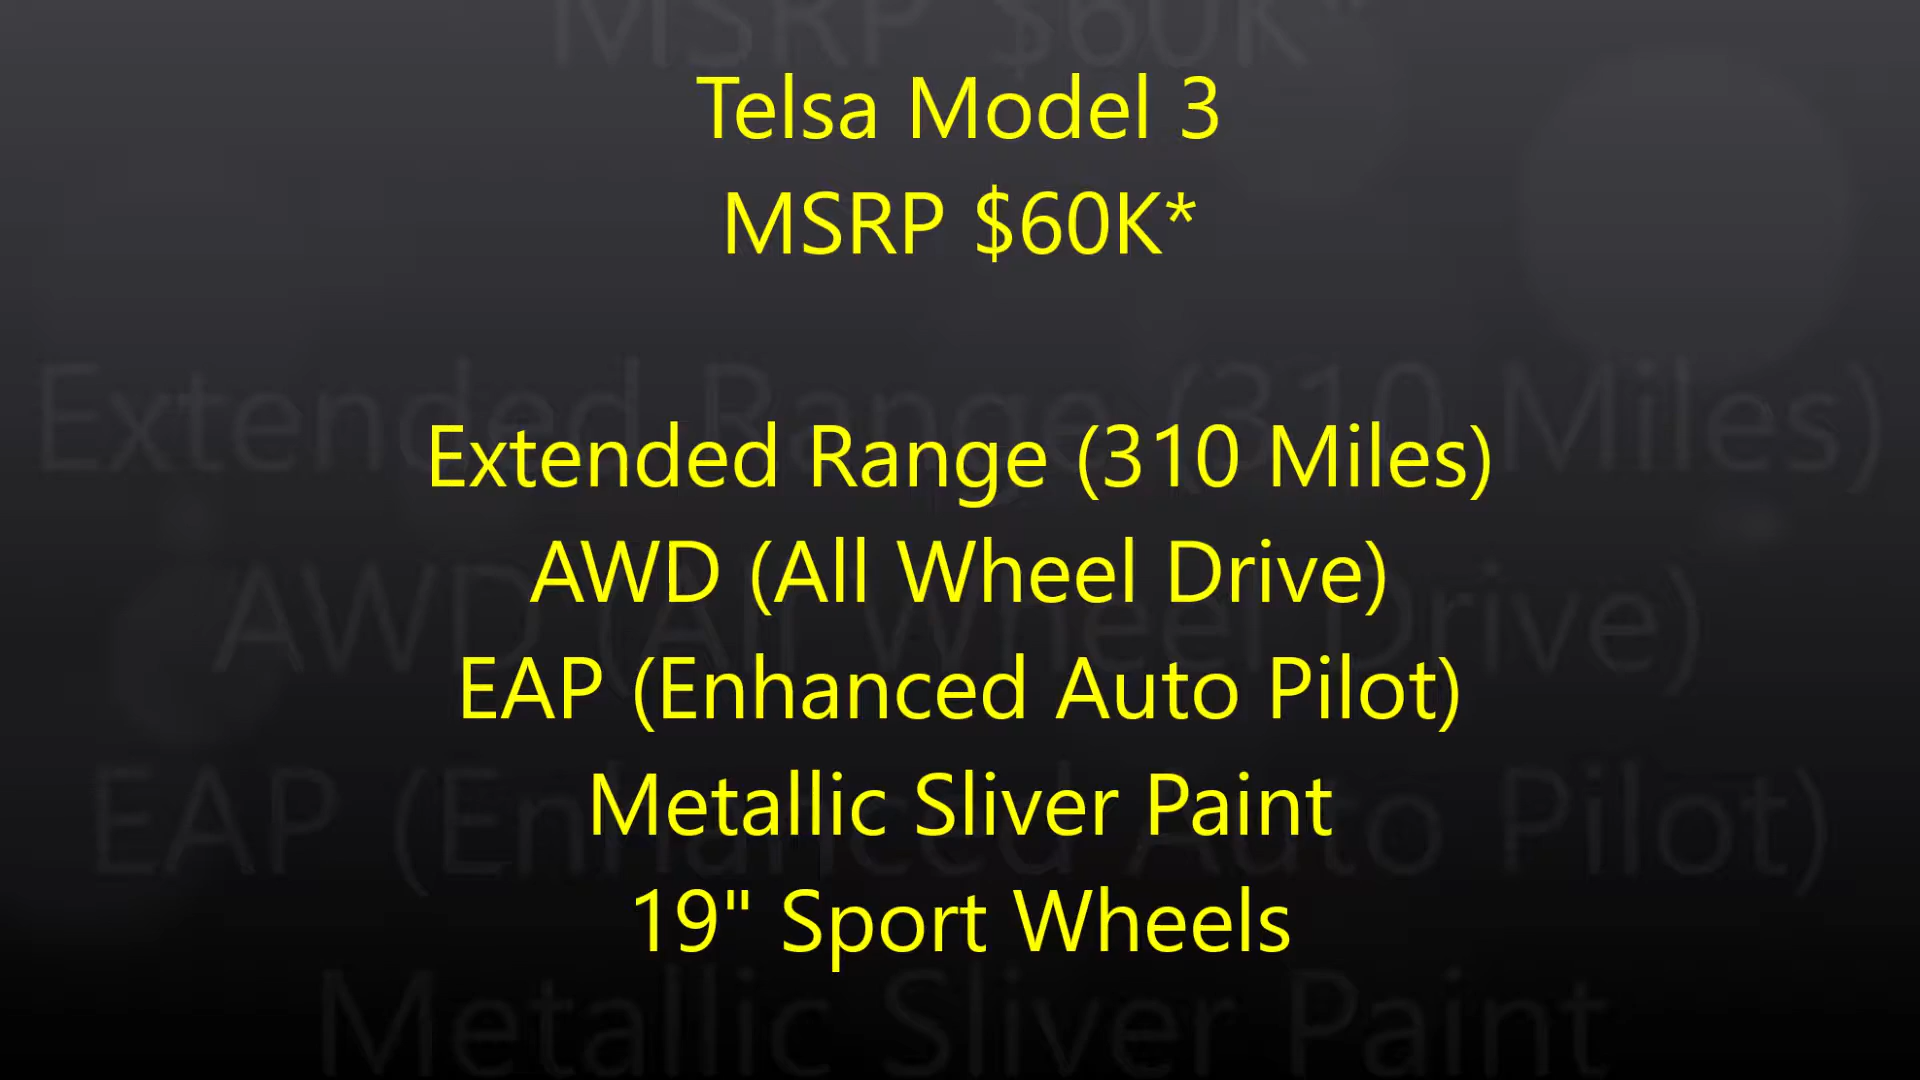 Telsa Model 3
MSRP $60K*
Extended Range (310 Miles)
AWD (All Wheel Drive)
EAP (Enhanced Auto Pilot)
Metallic Sliver Paint
19" Sport Wheels